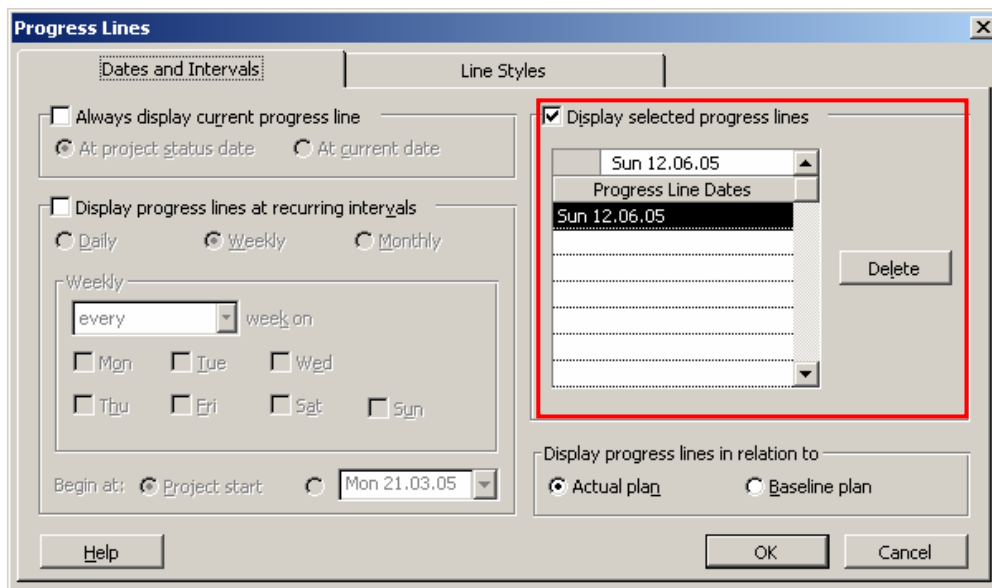 Progress Lines
Dates and Intervals
Line Styles
Always display current progress line
At project status date
At current date
Display progress lines at recurring intervals
Daily
Weekly
Monthly
Weekly
every
week on
Mon
Tue
Wed
Thu
Fri
Sat
Sun
Begin at:
Project start
Mon 21.03.05
Display selected progress lines
Sun 12.06.05
Progress Line Dates
Sun 12.06.05
Delete
Display progress lines in relation to
Actual plan
Baseline plan
Help
OK
Cancel